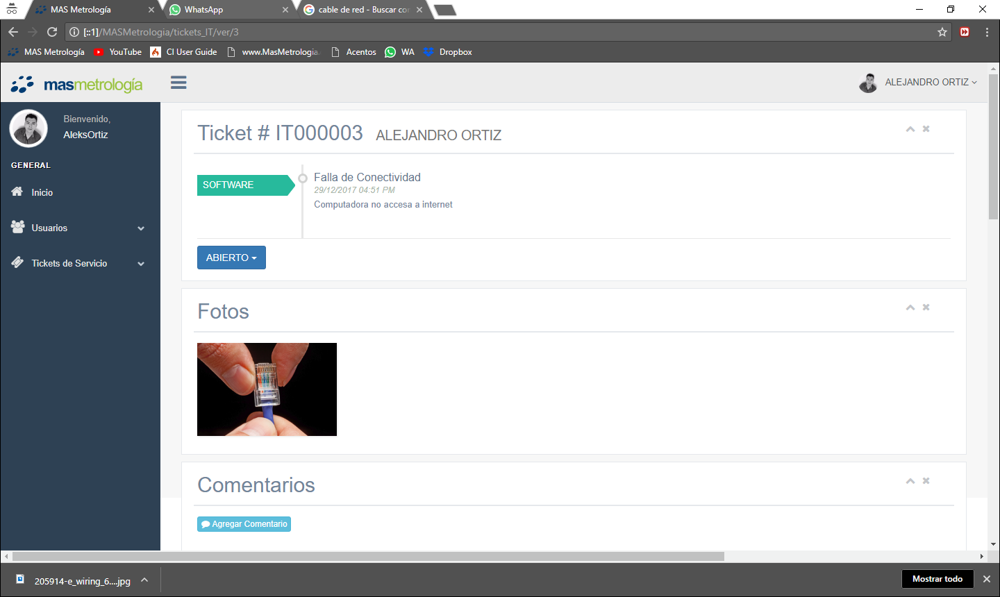 MAS Metrología
WhatsApp
cable de red - Buscar con
[::1]/MASMetrologia/tickets_IT/ver/3
MAS Metrología
YouTube
CI User Guide
www.MasMetrologia.
Acentos
WA
Dropbox
masmetrología
ALEJANDRO ORTIZ
Bienvenido,
AleksOrtiz
GENERAL
Inicio
Usuarios
Tickets de Servicio
Ticket # IT000003 ALEJANDRO ORTIZ
SOFTWARE
Falla de Conectividad
29/12/2017 04:51 PM
Computadora no accesa a internet
ABIERTO
Fotos
Comentarios
Agregar Comentario
205914-e_wiring_6....jpg
Mostrar todo